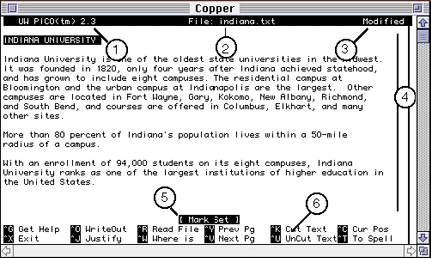 Copper
UW PICO(tm) 2.3 File: indiana.txt Modified
1 2 3
INDIANA UNIVERSITY
Indiana University is one of the oldest state universities in the Midwest.
It was founded in 1820, only four years after Indiana achieved statehood,
and has grown to include eight campuses. The residential campus at
Bloomington and the urban campus at Indianapolis are the largest. Other
campuses are located in Fort Wayne, Gary, Kokomo, New Albany, Richmond,
and South Bend, and courses are offered in Columbus, Elkhart, and many
other sites.
4
More than 80 percent of Indiana's population lives within a 50-mile
radius of a campus.
With an enrollment of 94,000 students on its eight campuses, Indiana
University ranks as one of the largest institutions of higher education in
the United States.
5 6
[ Mark Set ]
^G Get Help ^O WriteOut ^R Read File ^Y Prev Pg ^K Cut Text ^C Cur Pos
^X Exit ^J Justify ^W Where is ^V Next Pg ^U UnCut Text ^T To Spell